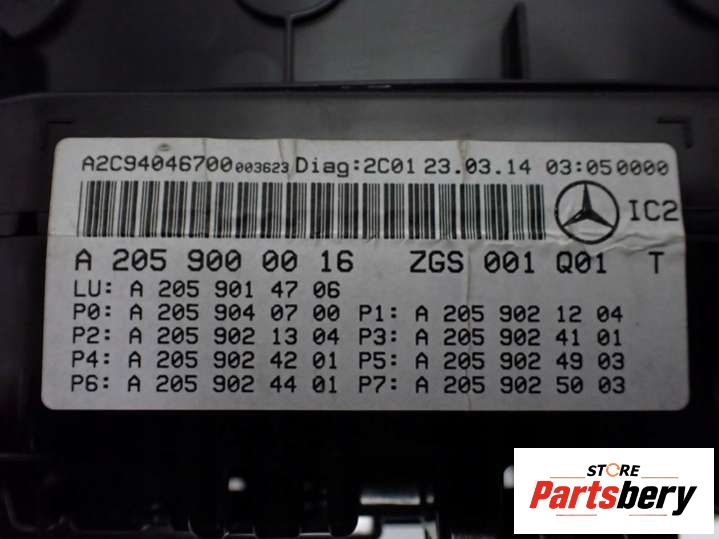 A2C94046700003623 Diag:2C01 23.03.14 03:050000
IC2
A 205 900 00 16 ZGS 001 Q01 T
LU: A 205 901 47 06
P0: A 205 904 07 00 P1: A 205 902 12 04
P2: A 205 902 13 04 P3: A 205 902 41 01
P4: A 205 902 42 01 P5: A 205 902 49 03
P6: A 205 902 44 01 P7: A 205 902 50 03
STORE
Partsbery